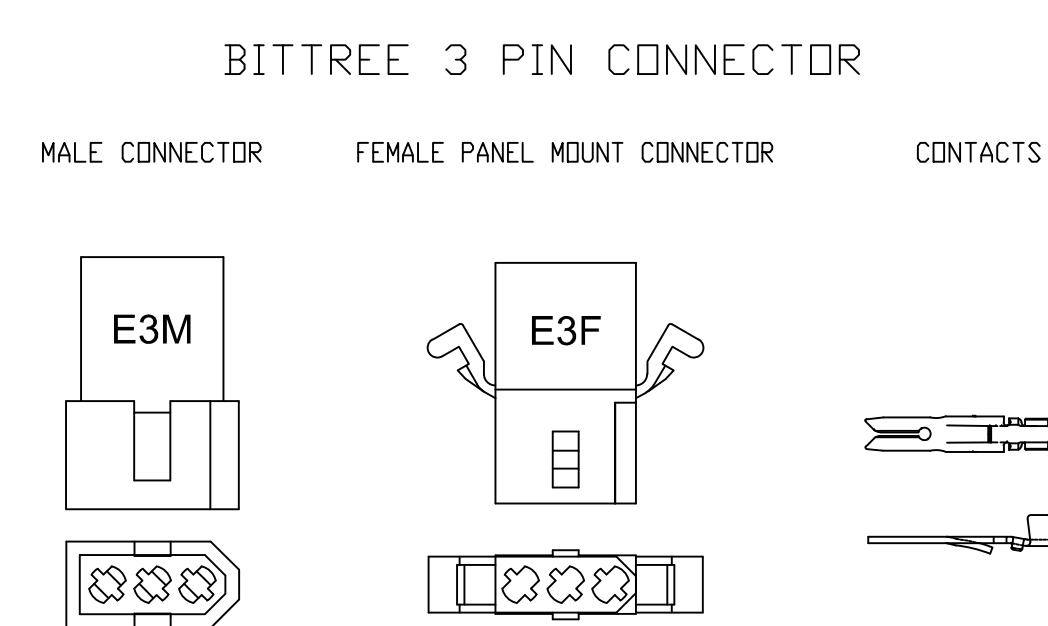 BITTREE 3 PIN CONNECTOR
MALE CONNECTOR
FEMALE PANEL MOUNT CONNECTOR
CONTACTS
E3M
E3F